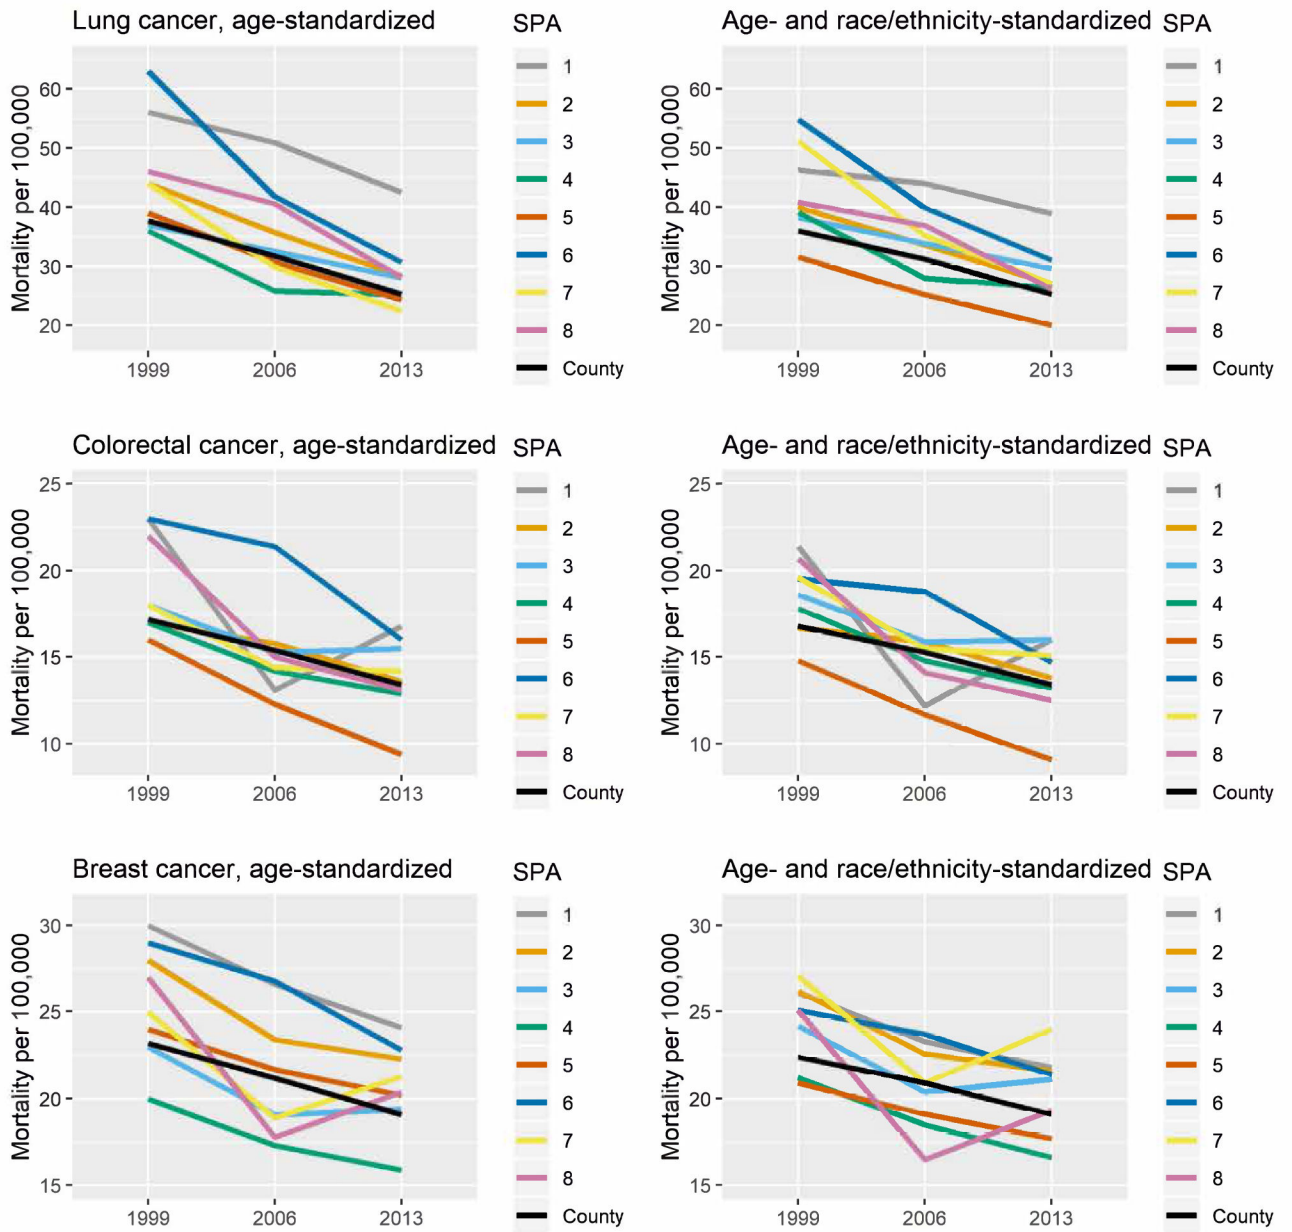 Lung cancer, age-standardized
SPA
Mortality per 100,000
60
50
40
30
20
1999 2006 2013
1
2
3
4
5
6
7
8
County
Age- and race/ethnicity-standardized
SPA
Mortality per 100,000
60
50
40
30
20
1999 2006 2013
1
2
3
4
5
6
7
8
County
Colorectal cancer, age-standardized
SPA
Mortality per 100,000
25
20
15
10
1999 2006 2013
1
2
3
4
5
6
7
8
County
Age- and race/ethnicity-standardized
SPA
Mortality per 100,000
25
20
15
10
1999 2006 2013
1
2
3
4
5
6
7
8
County
Breast cancer, age-standardized
SPA
Mortality per 100,000
30
25
20
15
1999 2006 2013
1
2
3
4
5
6
7
8
County
Age- and race/ethnicity-standardized
SPA
Mortality per 100,000
30
25
20
15
1999 2006 2013
1
2
3
4
5
6
7
8
County